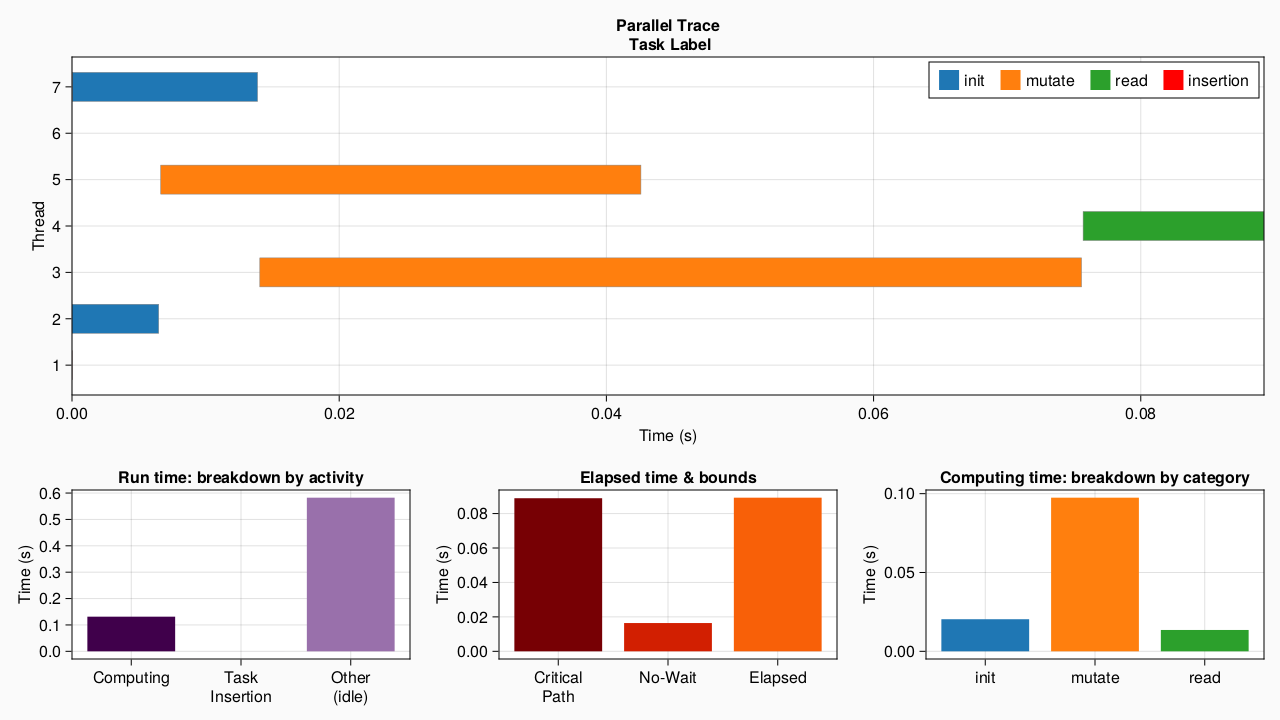 Parallel Trace
Task Label
init mutate read insertion
Thread
7
6
5
4
3
2
1
0.00 0.02 0.04 0.06 0.08
Time (s)
Run time: breakdown by activity
Time (s)
0.6
0.5
0.4
0.3
0.2
0.1
0.0
Computing Task Insertion Other (idle)
Elapsed time & bounds
Time (s)
0.08
0.06
0.04
0.02
0.00
Critical Path No-Wait Elapsed
Computing time: breakdown by category
Time (s)
0.10
0.05
0.00
init mutate read